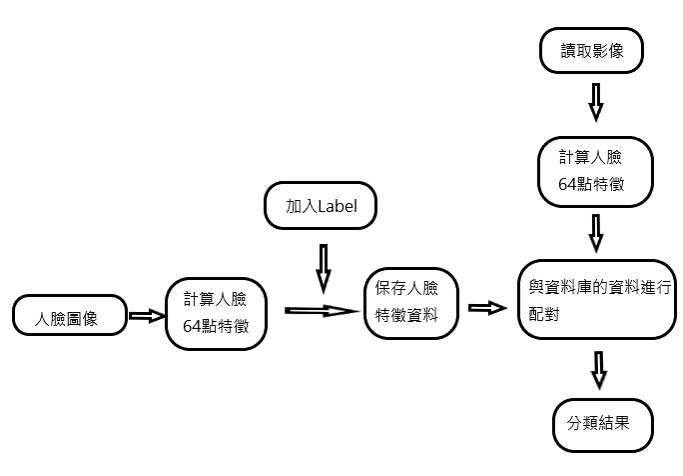 讀取影像
計算人臉
64點特徵
加入Label
人臉圖像
計算人臉
64點特徵
保存人臉
特徵資料
與資料庫的資料進行
配對
分類結果